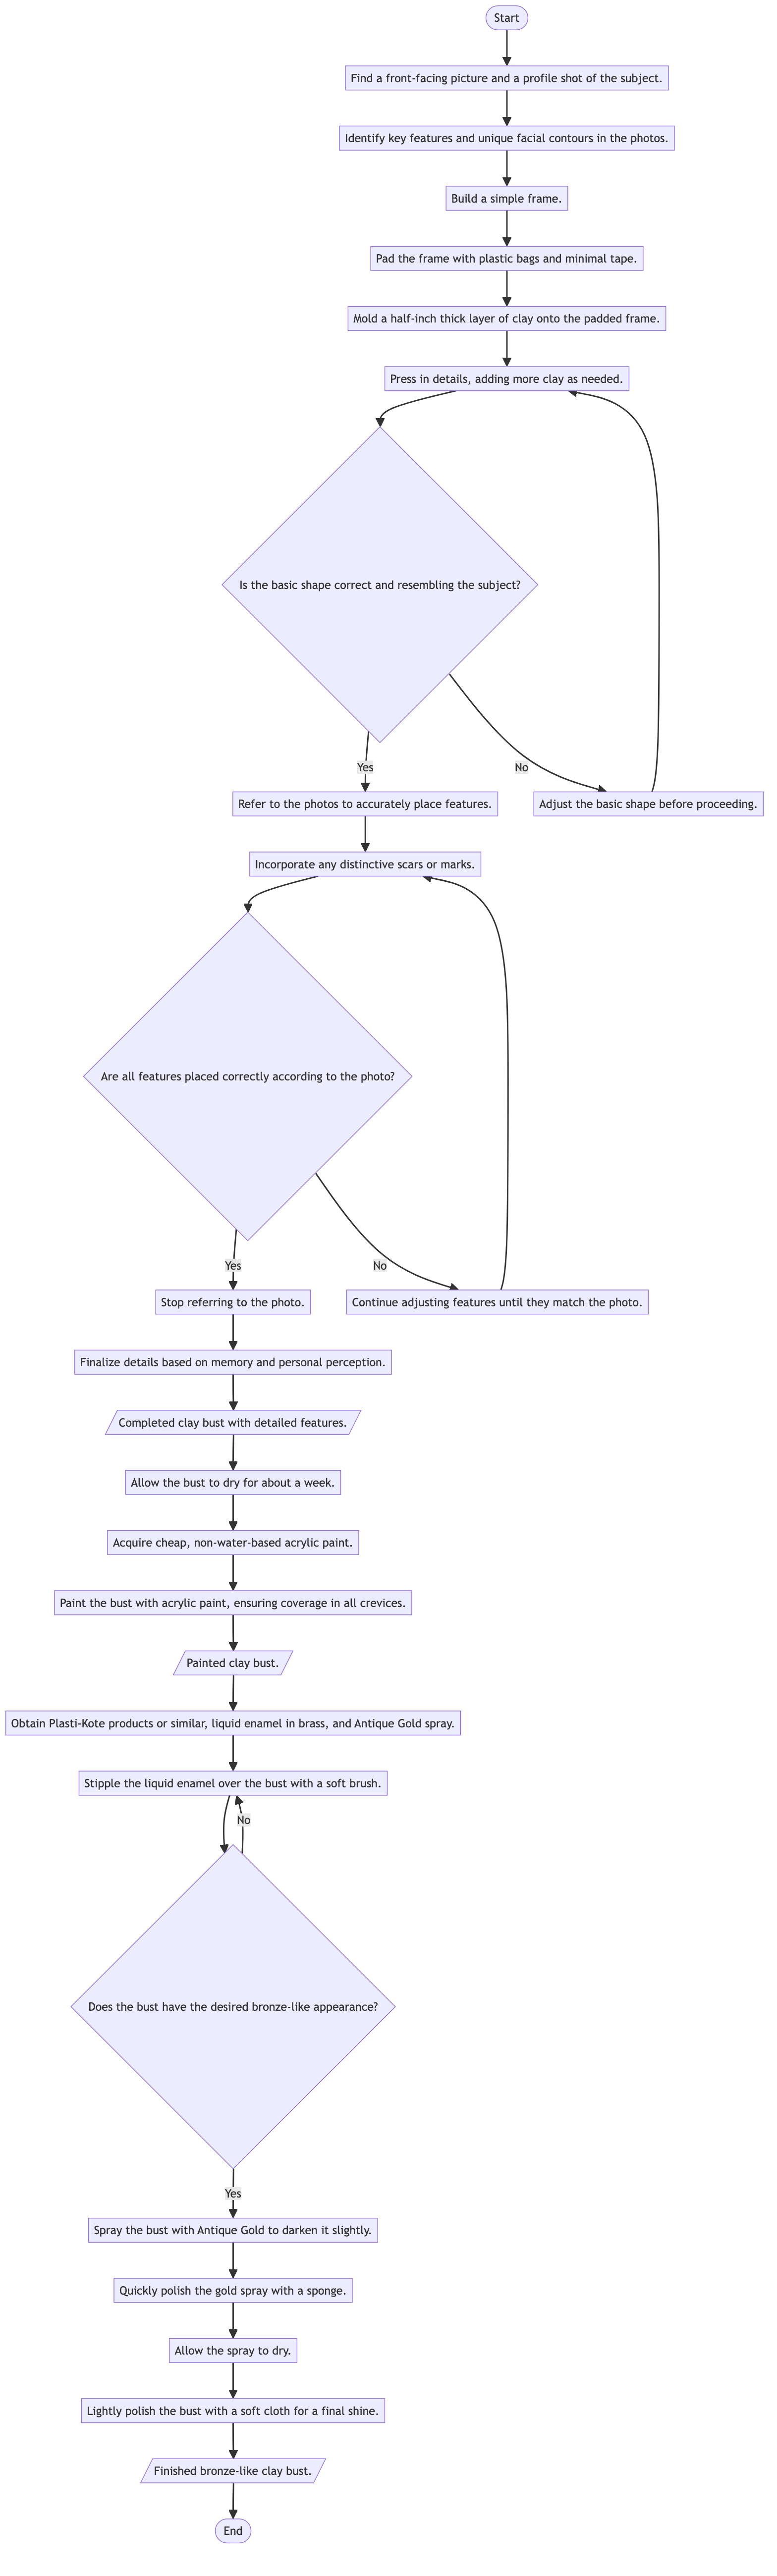 Start
Find a front-facing picture and a profile shot of the subject.
Identify key features and unique facial contours in the photos.
Build a simple frame.
Pad the frame with plastic bags and minimal tape.
Mold a half-inch thick layer of clay onto the padded frame.
Press in details, adding more clay as needed.
Is the basic shape correct and resembling the subject?
Yes
No
Refer to the photos to accurately place features.
Adjust the basic shape before proceeding.
Incorporate any distinctive scars or marks.
Are all features placed correctly according to the photo?
Yes
No
Stop referring to the photo.
Continue adjusting features until they match the photo.
Finalize details based on memory and personal perception.
Completed clay bust with detailed features.
Allow the bust to dry for about a week.
Acquire cheap, non-water-based acrylic paint.
Paint the bust with acrylic paint, ensuring coverage in all crevices.
Painted clay bust.
Obtain Plasti-Kote products or similar, liquid enamel in brass, and Antique Gold spray.
Stipple the liquid enamel over the bust with a soft brush.
No
Does the bust have the desired bronze-like appearance?
Yes
Spray the bust with Antique Gold to darken it slightly.
Quickly polish the gold spray with a sponge.
Allow the spray to dry.
Lightly polish the bust with a soft cloth for a final shine.
Finished bronze-like clay bust.
End